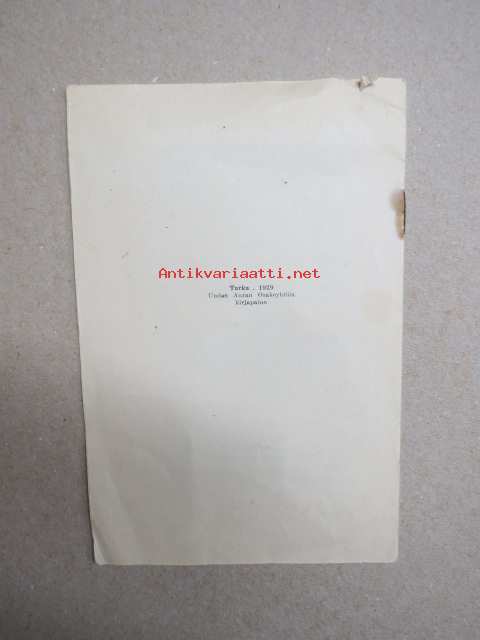 Antikvariaatti.net
Turku . 1929
Uuden Auran Osakeyhtiön
kirjapaino